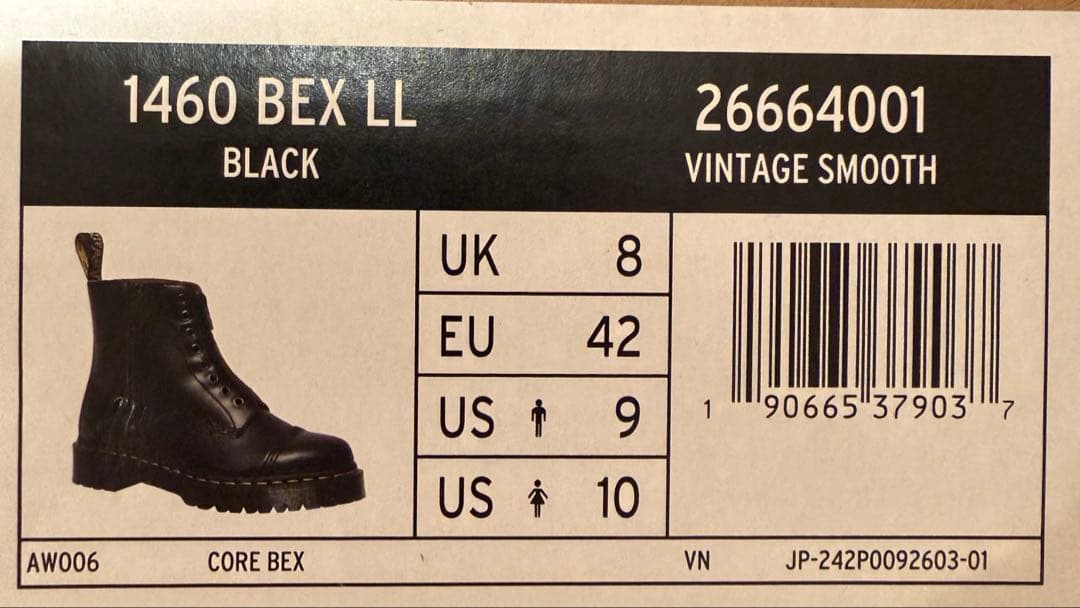 1460 BEX LL
BLACK
26664001
VINTAGE SMOOTH
UK 8
EU 42
US 9
US 10
1 90665 37903 7
AW006 CORE BEX VN JP-242P0092603-01